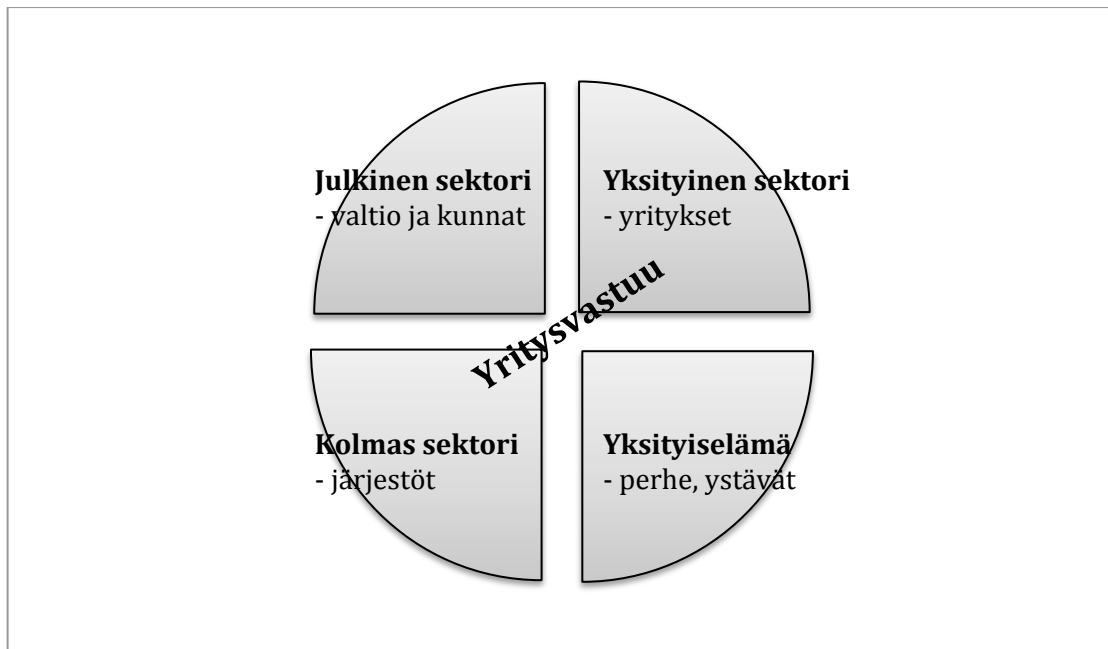 Julkinen sektori
- valtio ja kunnat
Yksityinen sektori
- yritykset
Yritysvastuu
Kolmas sektori
- järjestöt
Yksityiselämä
- perhe, ystävät